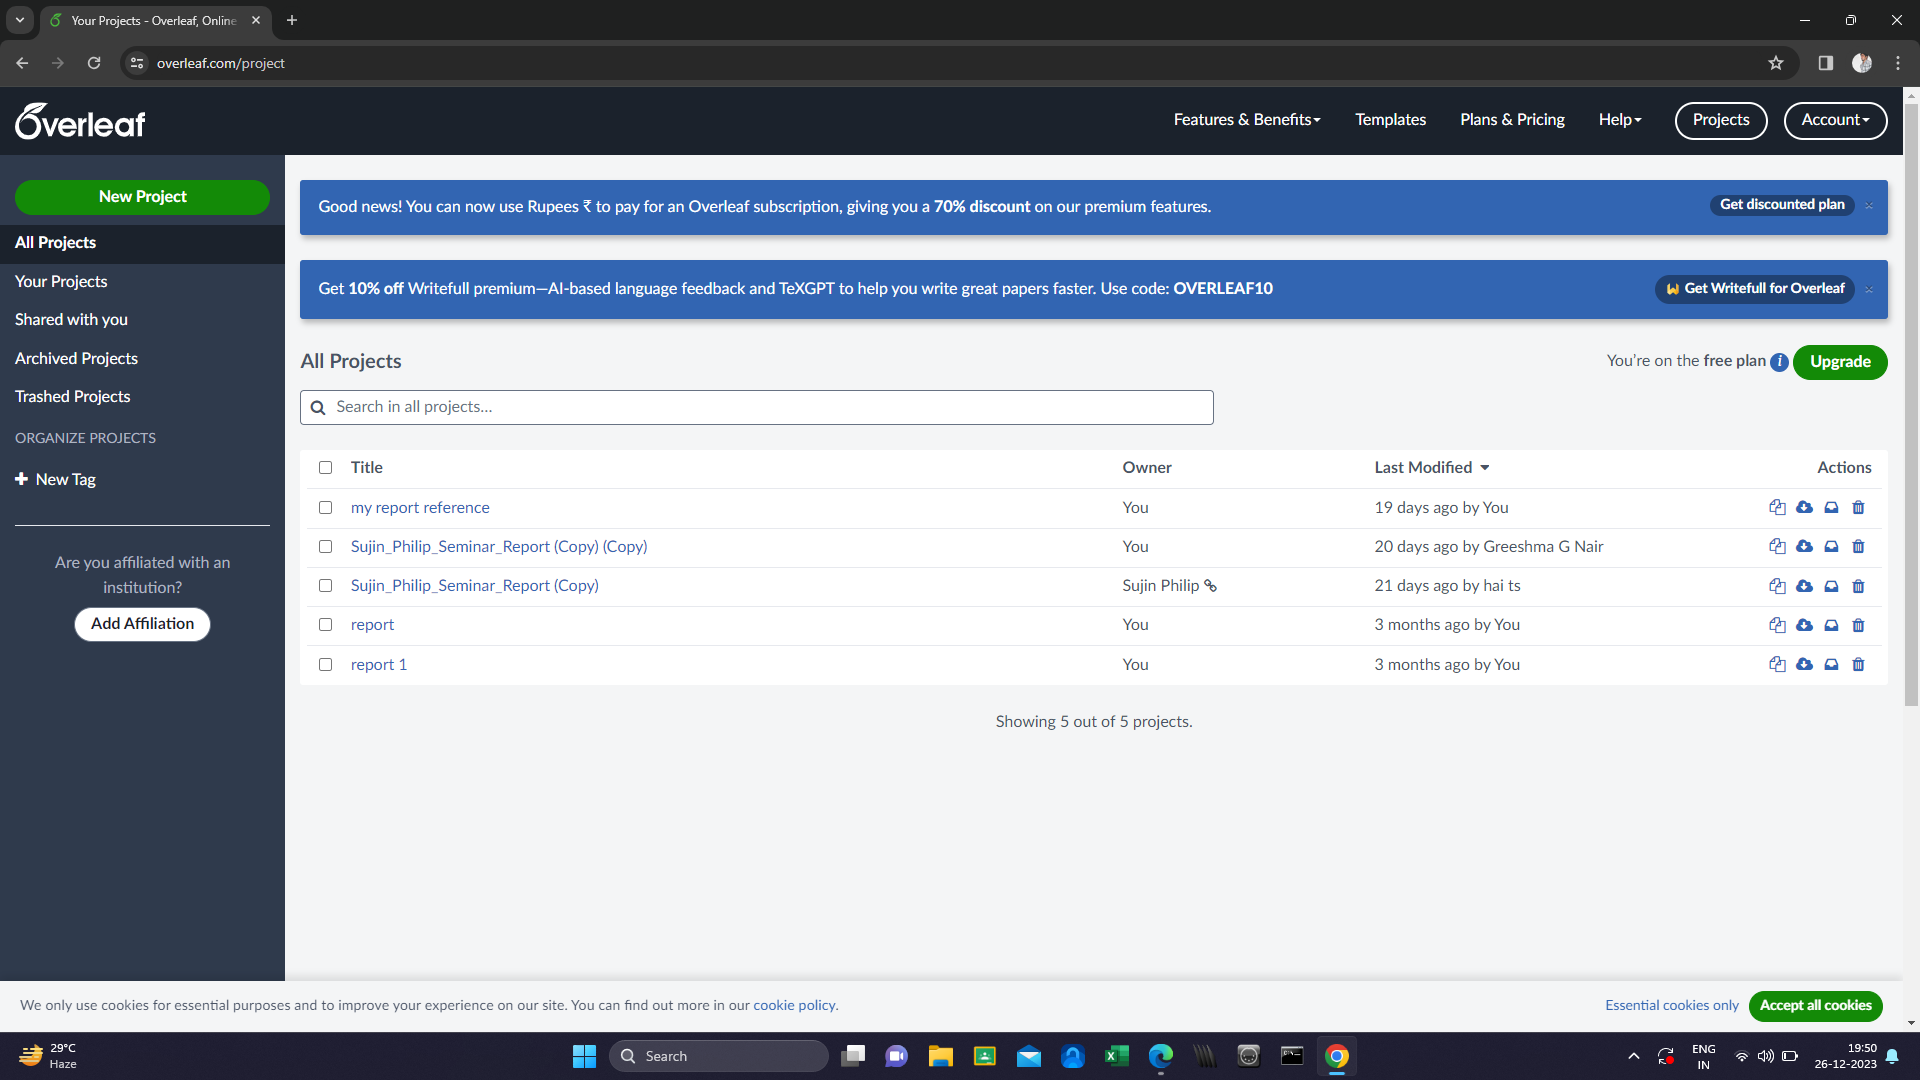 Your Projects - Overleaf, Online
overleaf.com/project
Overleaf
Features & Benefits
Templates
Plans & Pricing
Help
Projects
Account
New Project
All Projects
Your Projects
Shared with you
Archived Projects
Trashed Projects
ORGANIZE PROJECTS
New Tag
Are you affiliated with an
institution?
Add Affiliation
Good news! You can now use Rupees ₹ to pay for an Overleaf subscription, giving you a 70% discount on our premium features.
Get discounted plan
Get 10% off Writefull premium—AI-based language feedback and TeXGPT to help you write great papers faster. Use code: OVERLEAF10
Get Writefull for Overleaf
All Projects
You're on the free plan
Upgrade
Search in all projects...
Title Owner Last Modified Actions
my report reference You 19 days ago by You
Sujin_Philip_Seminar_Report (Copy) (Copy) You 20 days ago by Greeshma G Nair
Sujin_Philip_Seminar_Report (Copy) Sujin Philip 21 days ago by hai ts
report You 3 months ago by You
report 1 You 3 months ago by You
Showing 5 out of 5 projects.
We only use cookies for essential purposes and to improve your experience on our site. You can find out more in our cookie policy.
Essential cookies only
Accept all cookies
29°C
Haze
Search
ENG
IN
19:50
26-12-2023